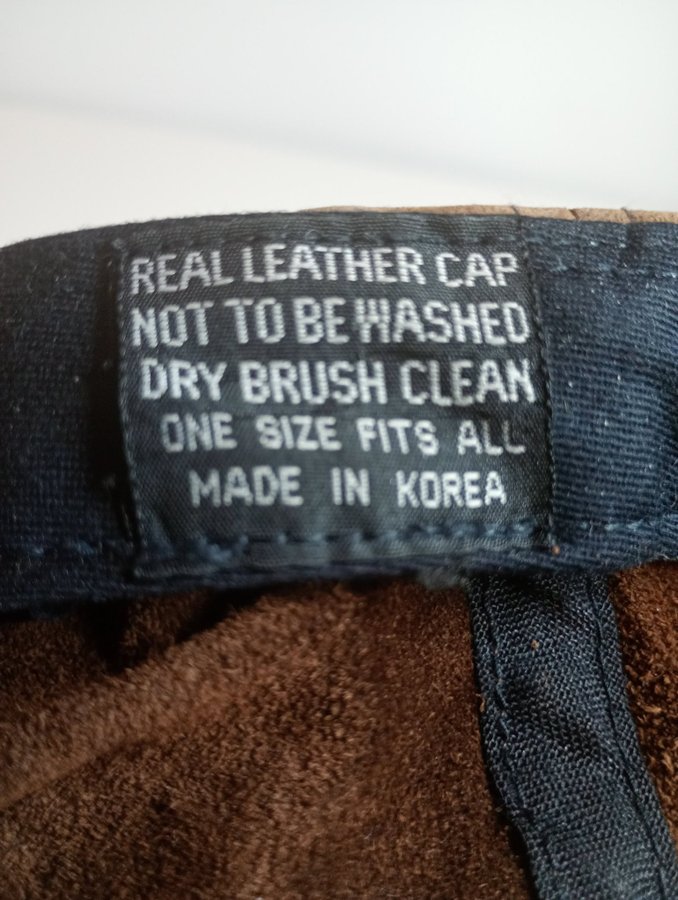 REAL LEATHER CAP
NOT TO BE WASHED
DRY BRUSH CLEAN
ONE SIZE FITS ALL
MADE IN KOREA